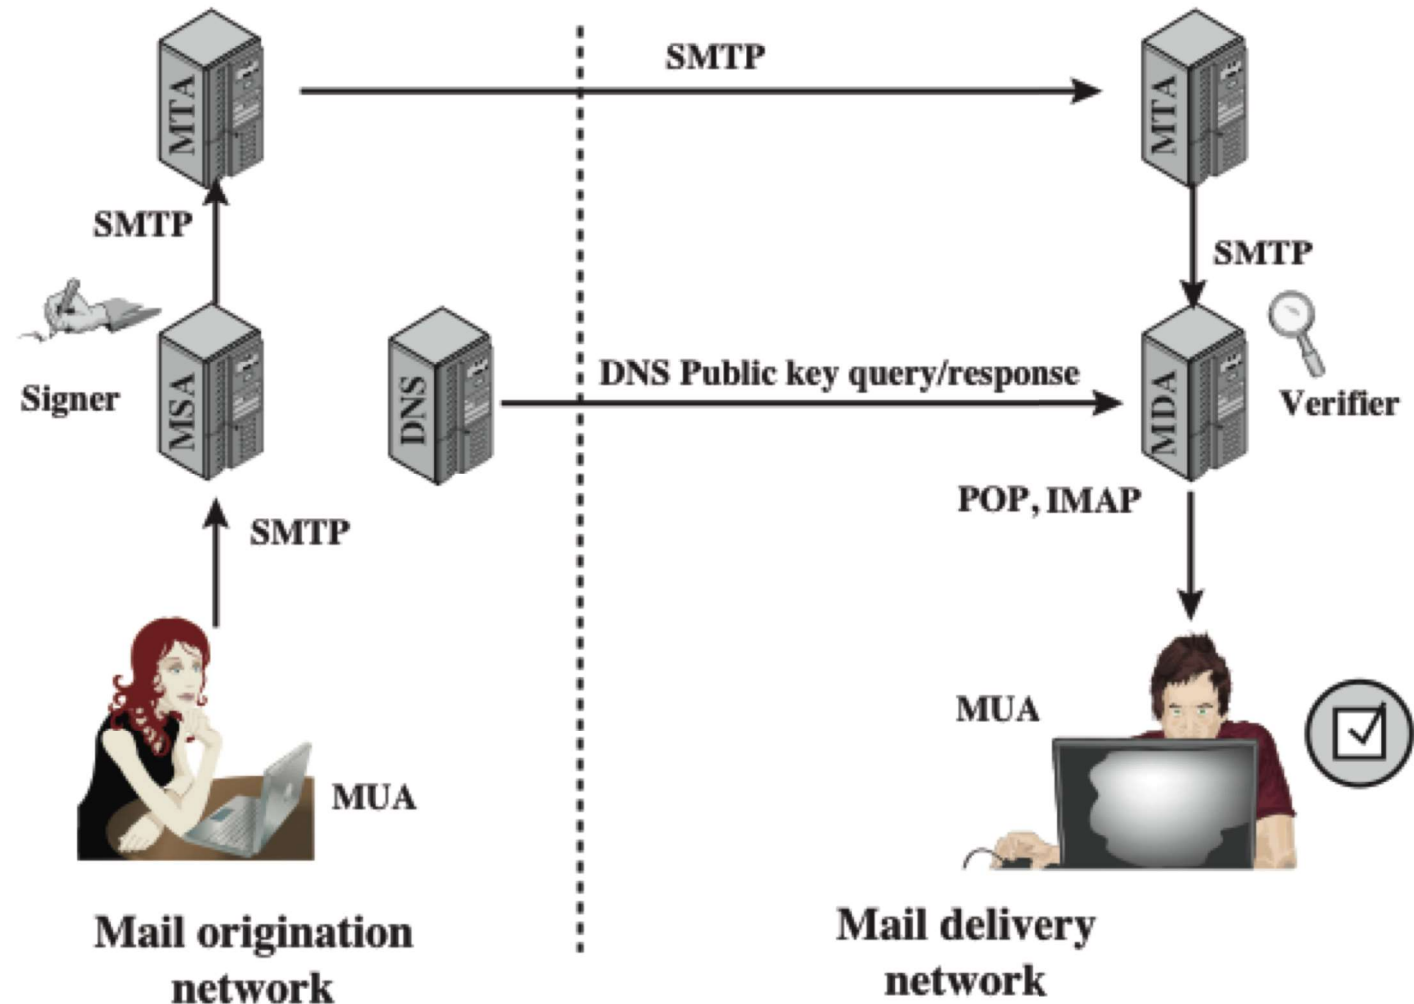 SMTP
MTA
MTA
SMTP
SMTP
Signer
MSA
DNS
DNS Public key query/response
MDA
Verifier
POP, IMAP
SMTP
MUA
MUA
Mail origination
network
Mail delivery
network